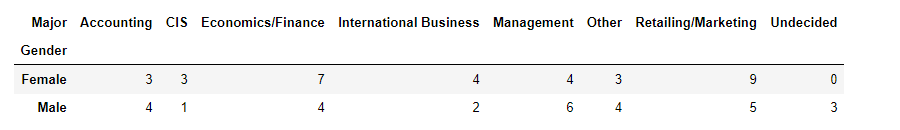 Major Accounting CIS Economics/Finance International Business Management Other Retailing/Marketing Undecided
Gender
Female 3 3 7 4 4 3 9 0
Male 4 1 4 2 6 4 5 3